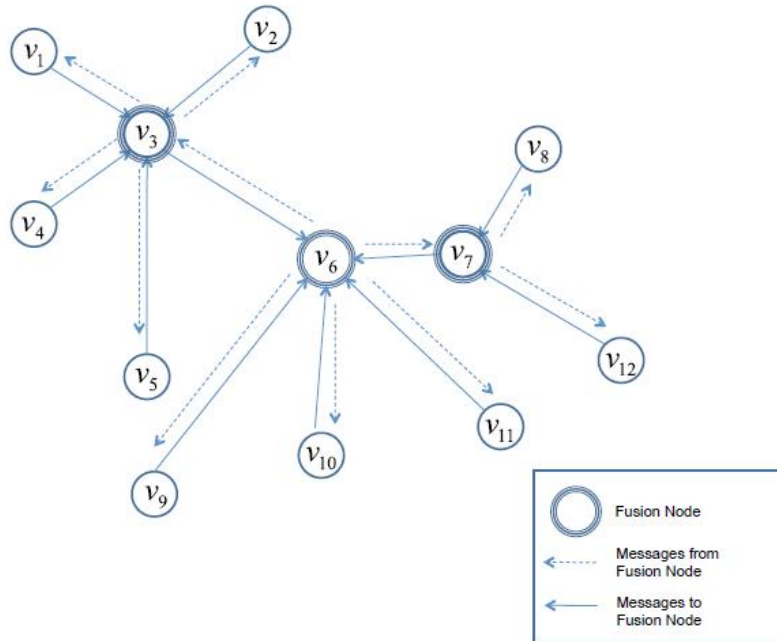 v1
v2
v3
v4
v5
v6
v7
v8
v9
v10
v11
v12
Fusion Node
Messages from
Fusion Node
Messages to
Fusion Node